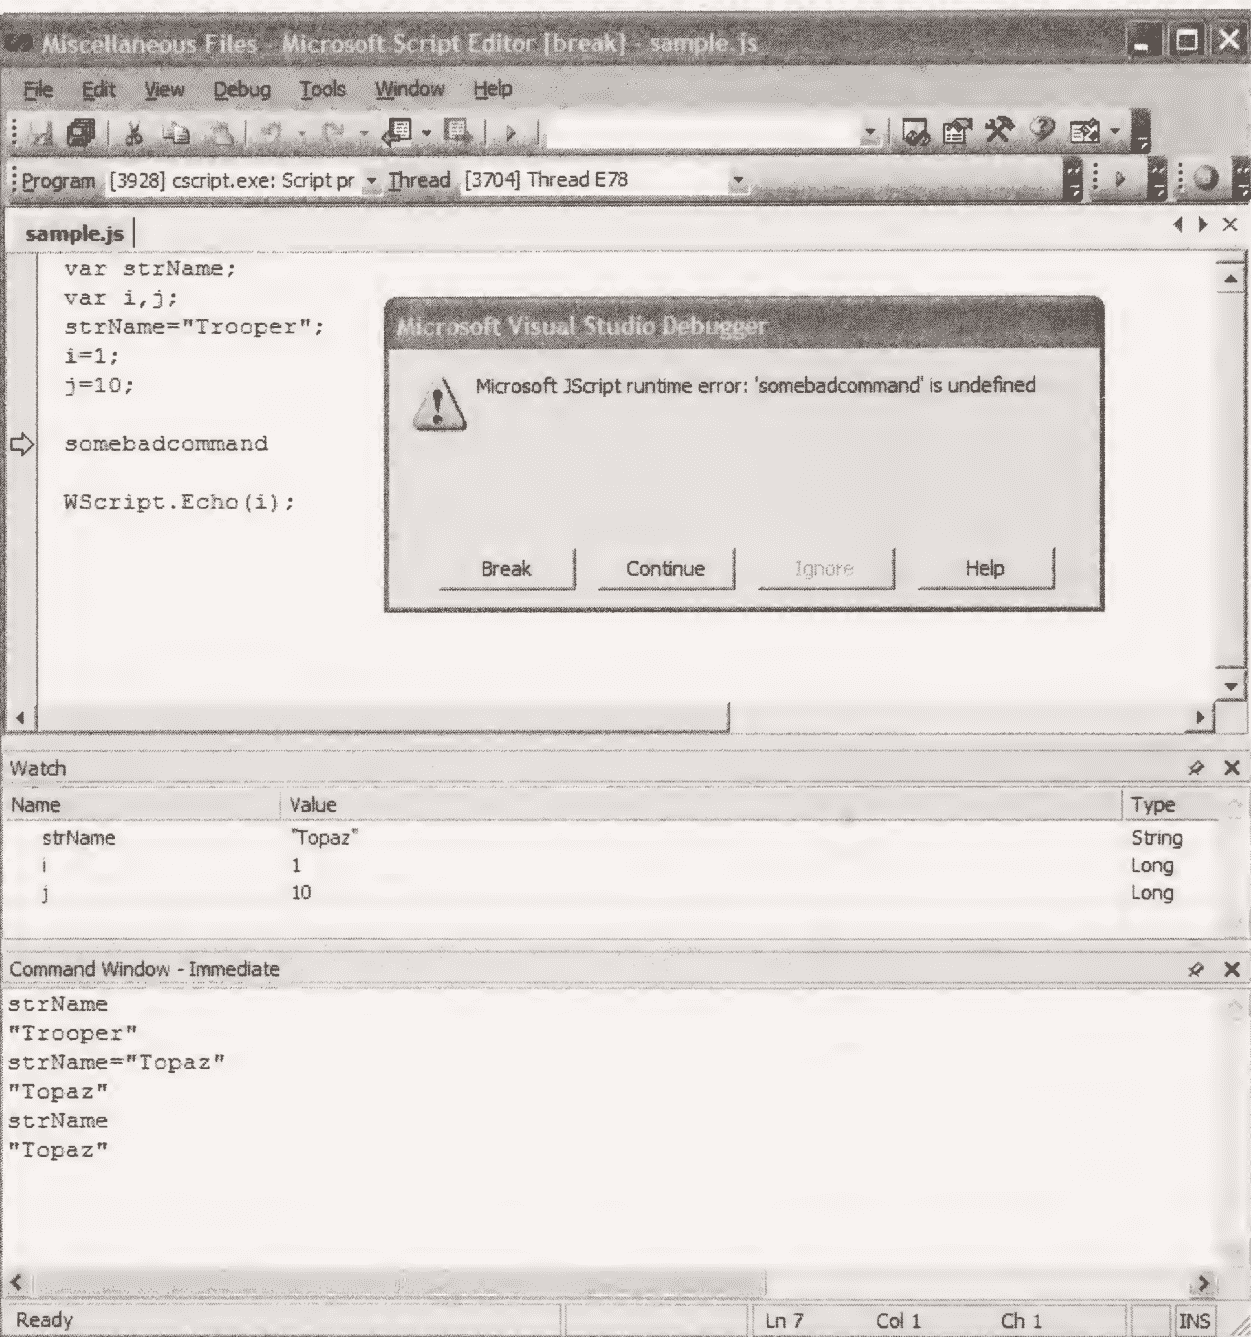 Miscellaneous Files - Microsoft Script Editor [break] - sample.js
File Edit View Debug Tools Window Help
Program [3928] cscript.exe: Script pr Thread [3704] Thread E78
sample.js
var strName;
var i,j;
strName="Trooper";
i=1;
j=10;
somebadcommand
WScript.Echo(i);
Microsoft Visual Studio Debugger
Microsoft JScript runtime error: 'somebadcommand' is undefined
Break Continue Ignore Help
Watch
Name Value Type
strName "Topaz" String
i 1 Long
j 10 Long
Command Window - Immediate
strName
"Trooper"
strName="Topaz"
"Topaz"
strName
"Topaz"
Ready Ln 7 Col 1 Ch 1 INS